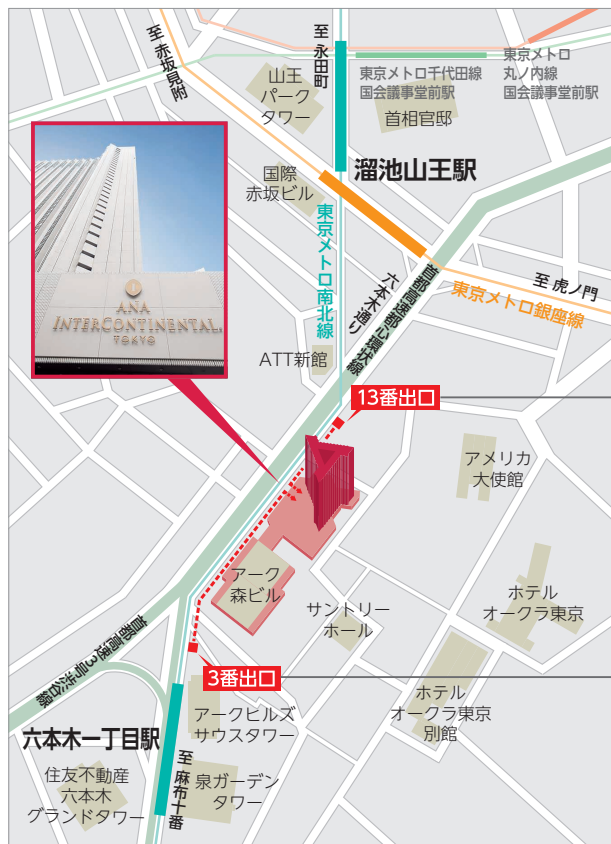 至 赤坂見附
至 永田町
山王
パーク
タワー
東京メトロ千代田線
国会議事堂前駅
東京メトロ
丸ノ内線
国会議事堂前駅
首相官邸
国際
赤坂ビル
溜池山王駅
東京メトロ南北線
首都高速都心環状線
六本木通り
至 虎ノ門
東京メトロ銀座線
ANA
INTERCONTINENTAL
TOKYO
ATT新館
13番出口
アメリカ
大使館
アーク
森ビル
サントリー
ホール
ホテル
オークラ東京
首都高速3号渋谷線
3番出口
ホテル
オークラ東京
別館
アークヒルズ
サウスタワー
六本木一丁目駅
至 麻布十番
住友不動産
六本木
グランドタワー
泉ガーデン
タワー